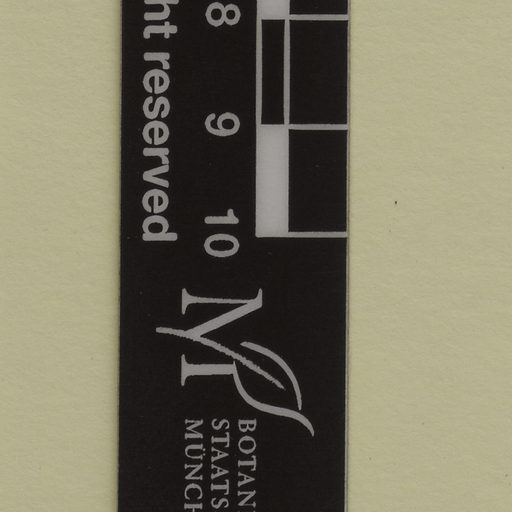 8 9 10
ht reserved
M
BOTAN
STAATS
MÜNCH